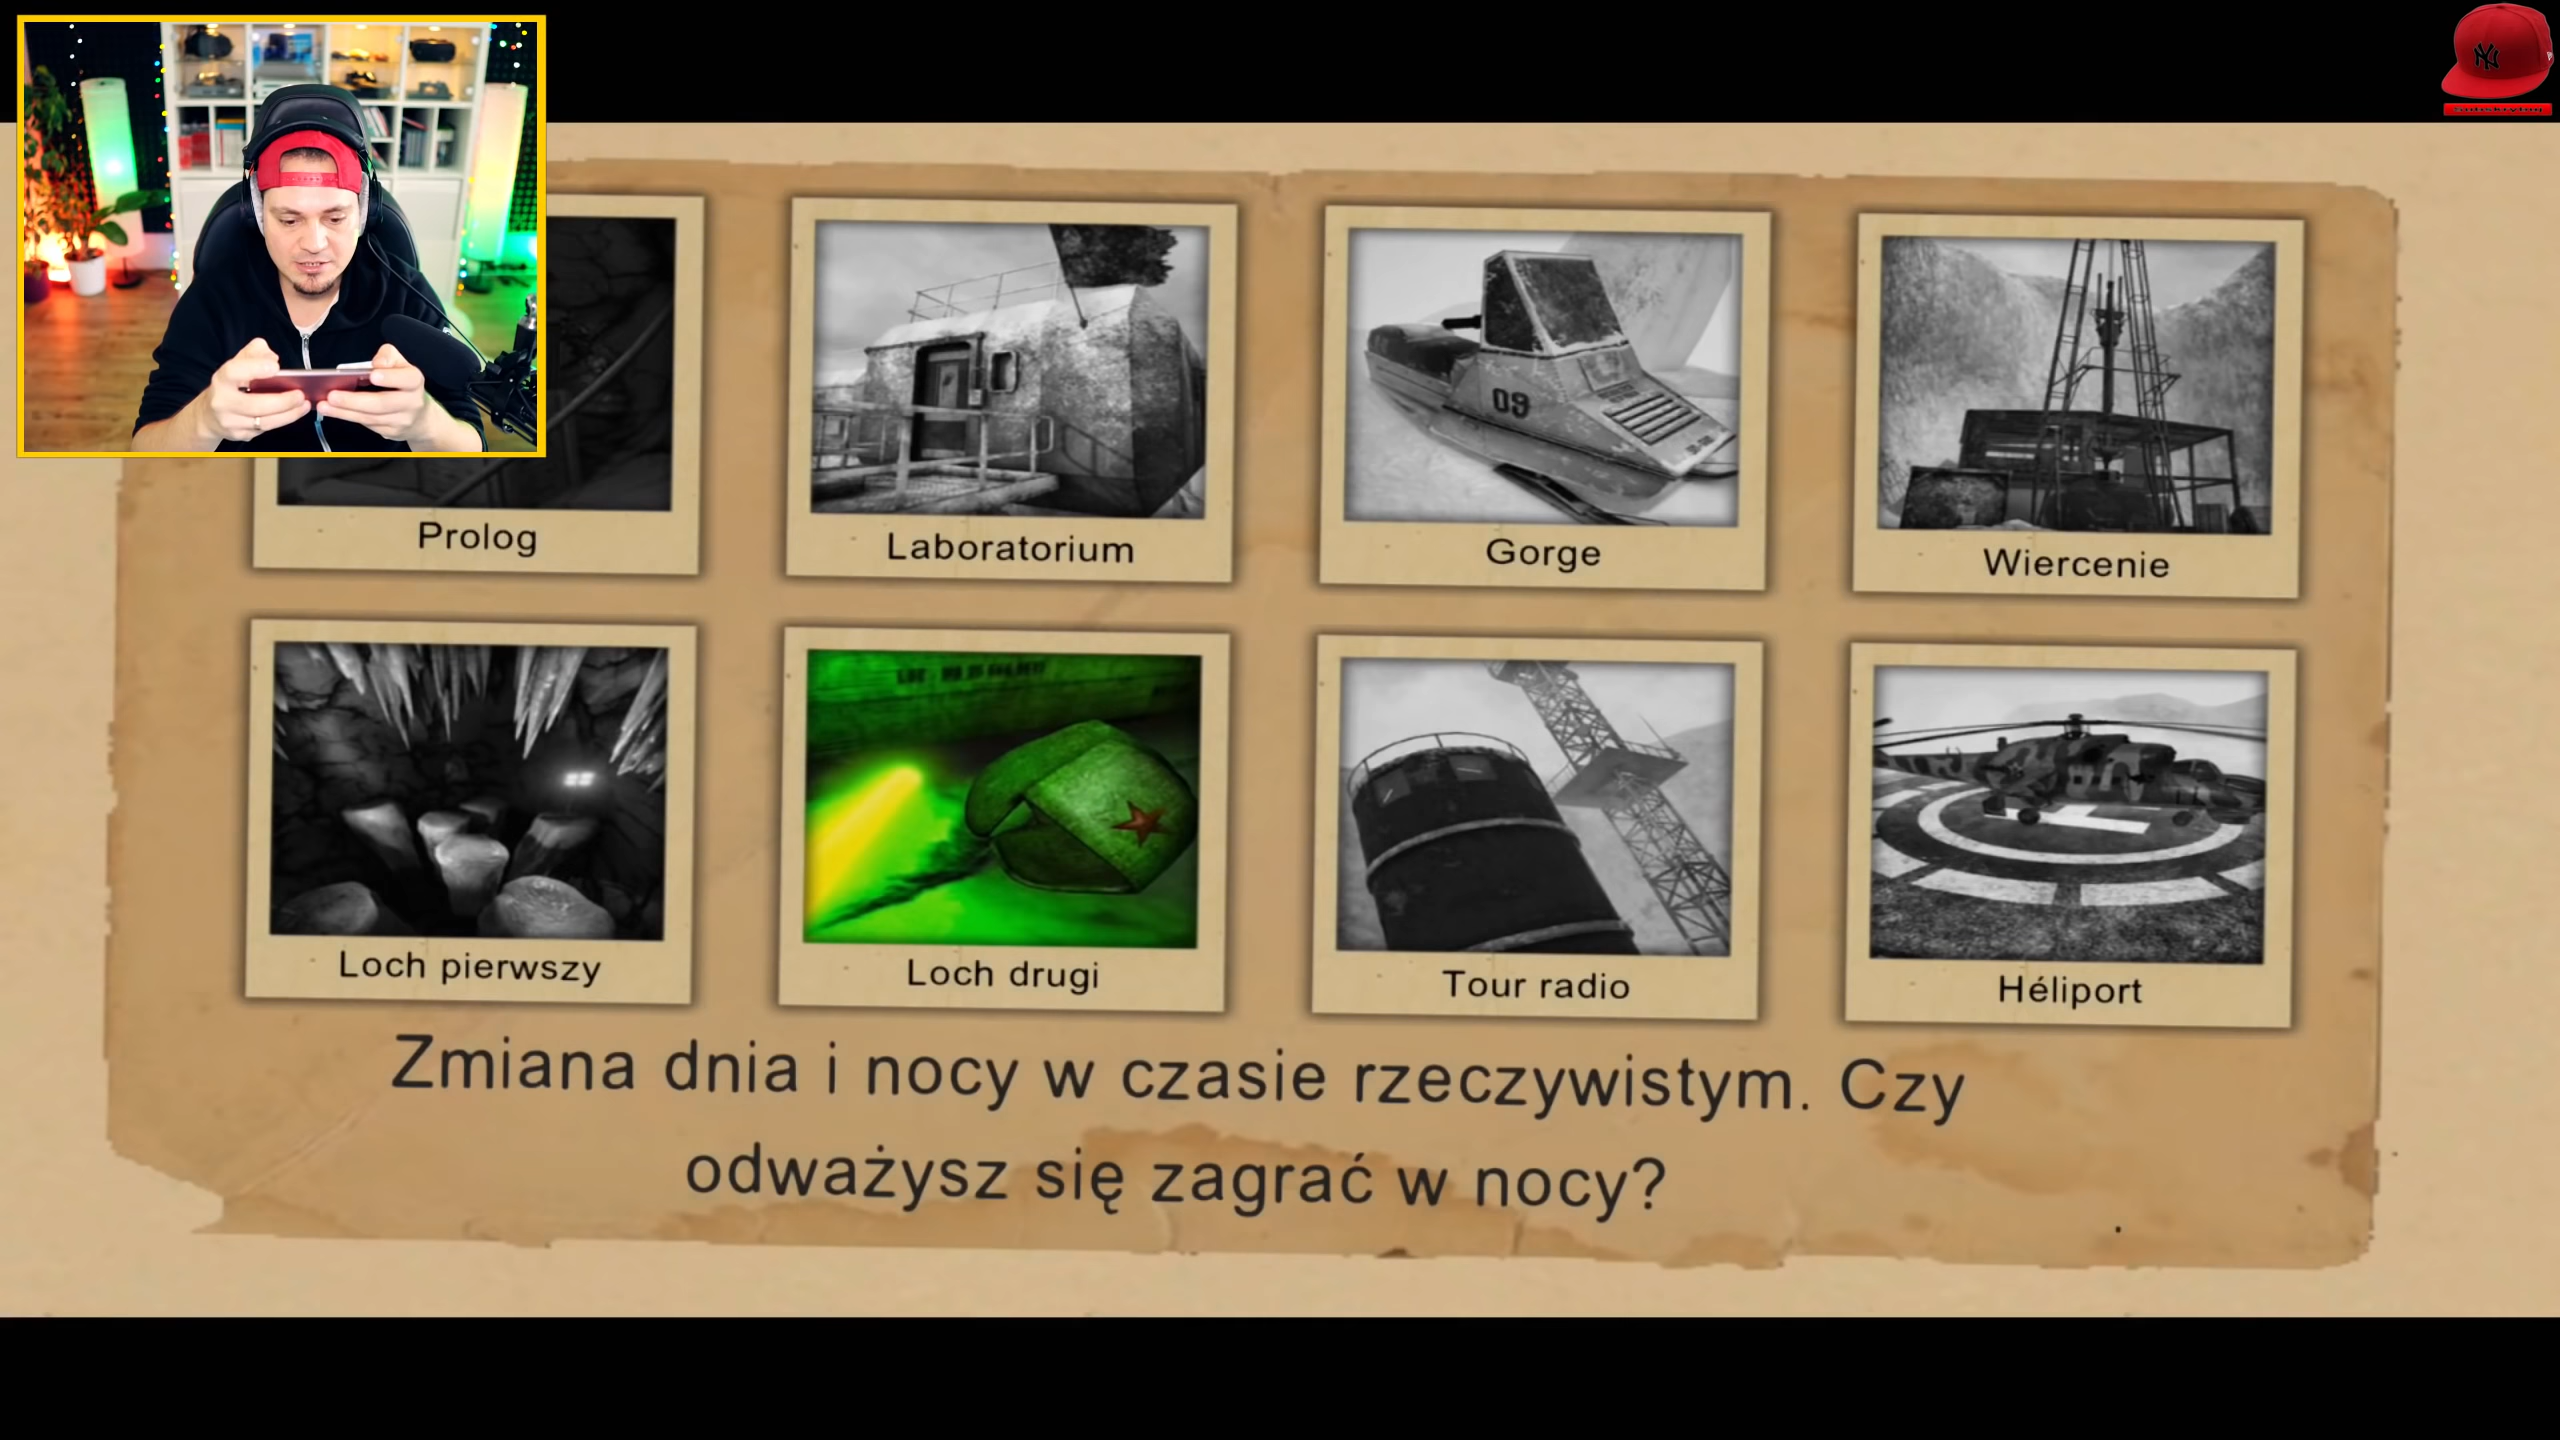 Prolog
Laboratorium
09
Gorge
Wiercenie
Loch pierwszy
Loch drugi
Tour radio
Héliport
Zmiana dnia i nocy w czasie rzeczywistym. Czy
odważysz się zagrać w nocy?